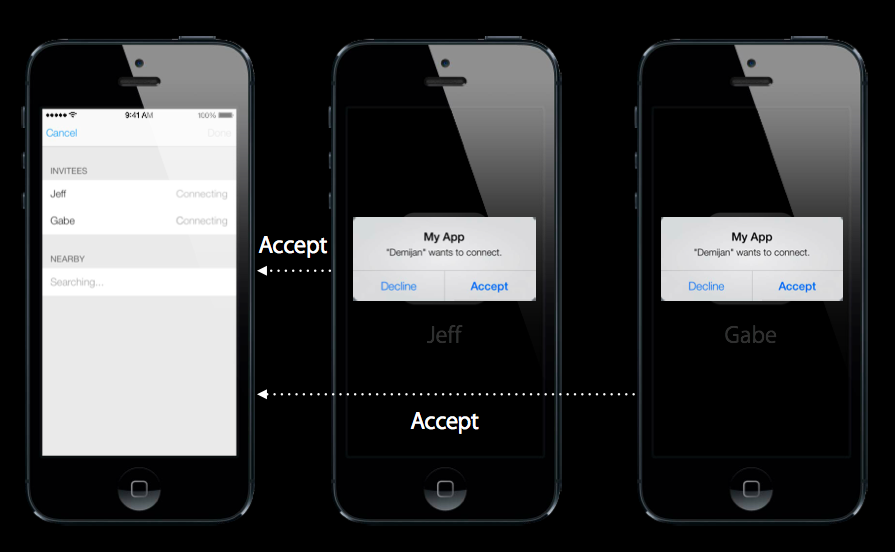 9:41 AM 100%
Cancel Done
INVITEES
Jeff Connecting
Gabe Connecting
NEARBY
Searching...
Accept
My App
"Demijan" wants to connect.
Decline Accept
Jeff
My App
"Demijan" wants to connect.
Decline Accept
Gabe
Accept